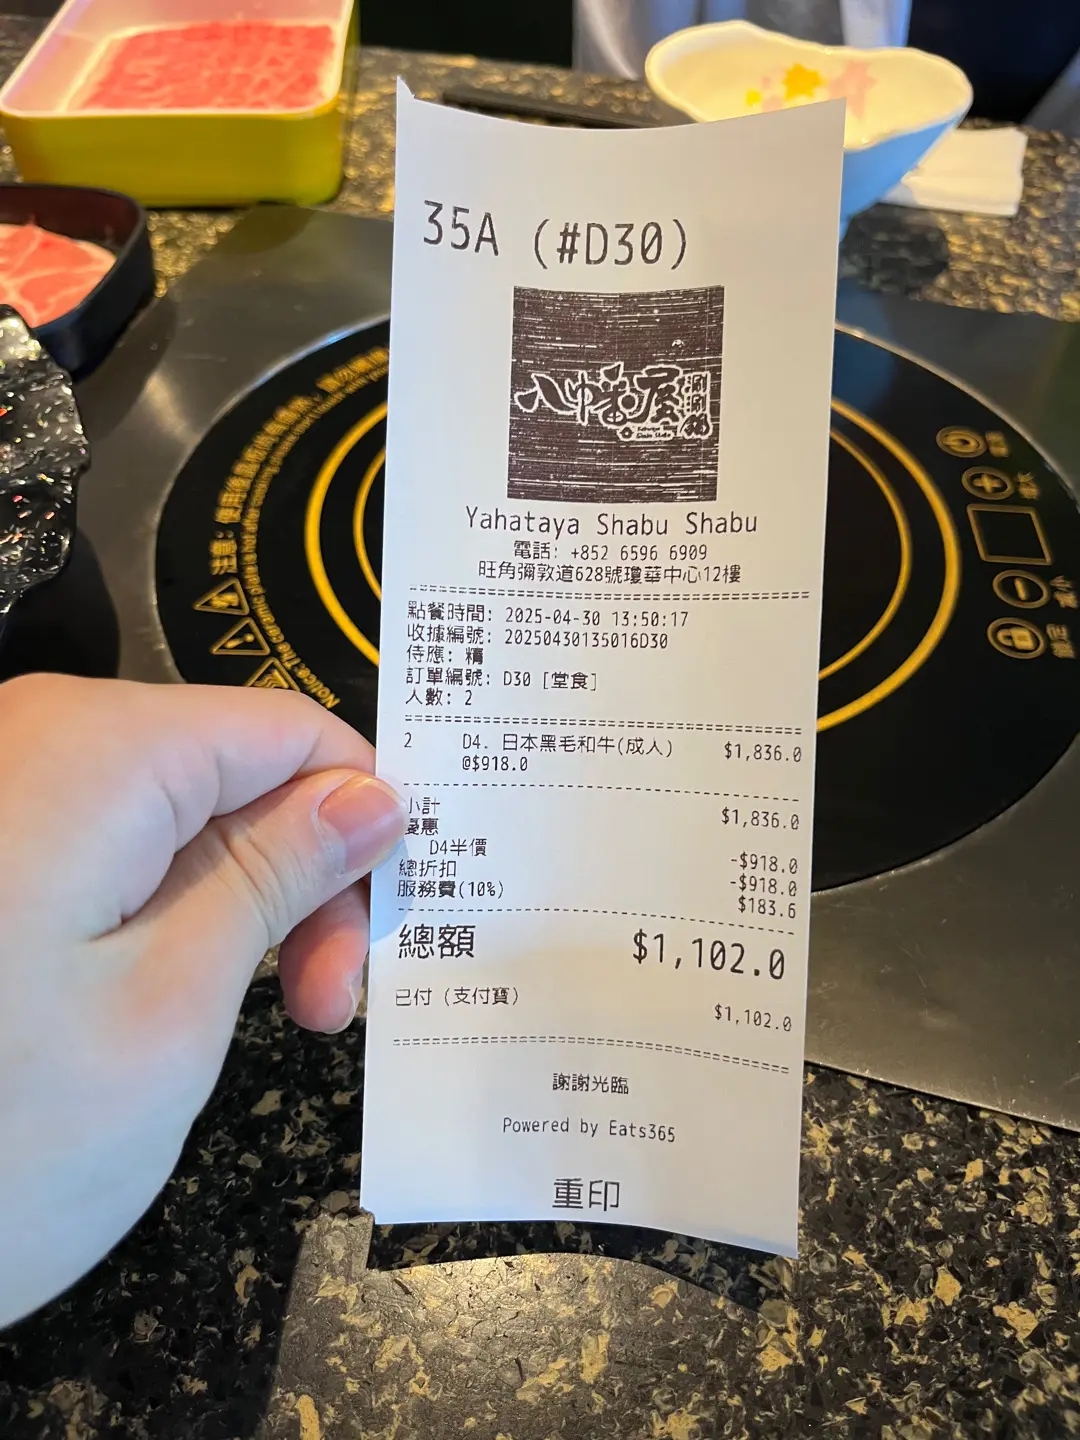 35A (#D30)
八幡屋
涮涮鍋
Yahataya Shabu Shabu
電話: +852 6596 6909
旺角彌敦道628號瓊華中心12樓
點餐時間: 2025-04-30 13:50:17
收據編號: 20250430135016D30
侍應: 精
訂單編號: D30 [堂食]
人數: 2
2 D4. 日本黑毛和牛(成人) $1,836.0
@$918.0
小計 $1,836.0
優惠
D4半價 -$918.0
總折扣 -$918.0
服務費(10%) $183.6
總額 $1,102.0
已付 (支付寶) $1,102.0
謝謝光臨
Powered by Eats365
重印